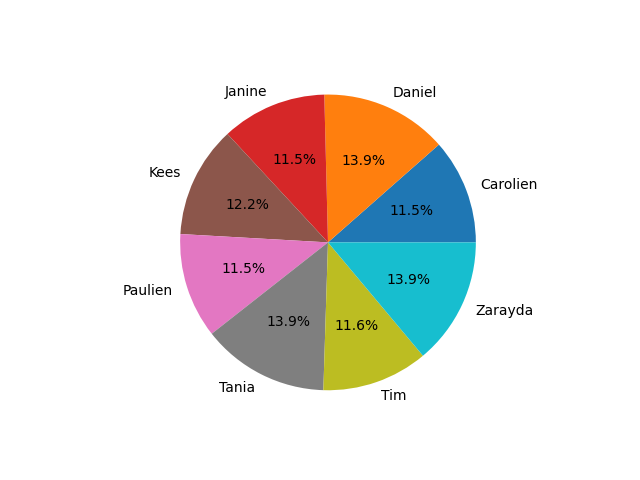 Janine
Daniel
11.5%
13.9%
Kees
Carolien
12.2%
11.5%
11.5%
13.9%
Paulien
Zarayda
13.9%
11.6%
Tania
Tim